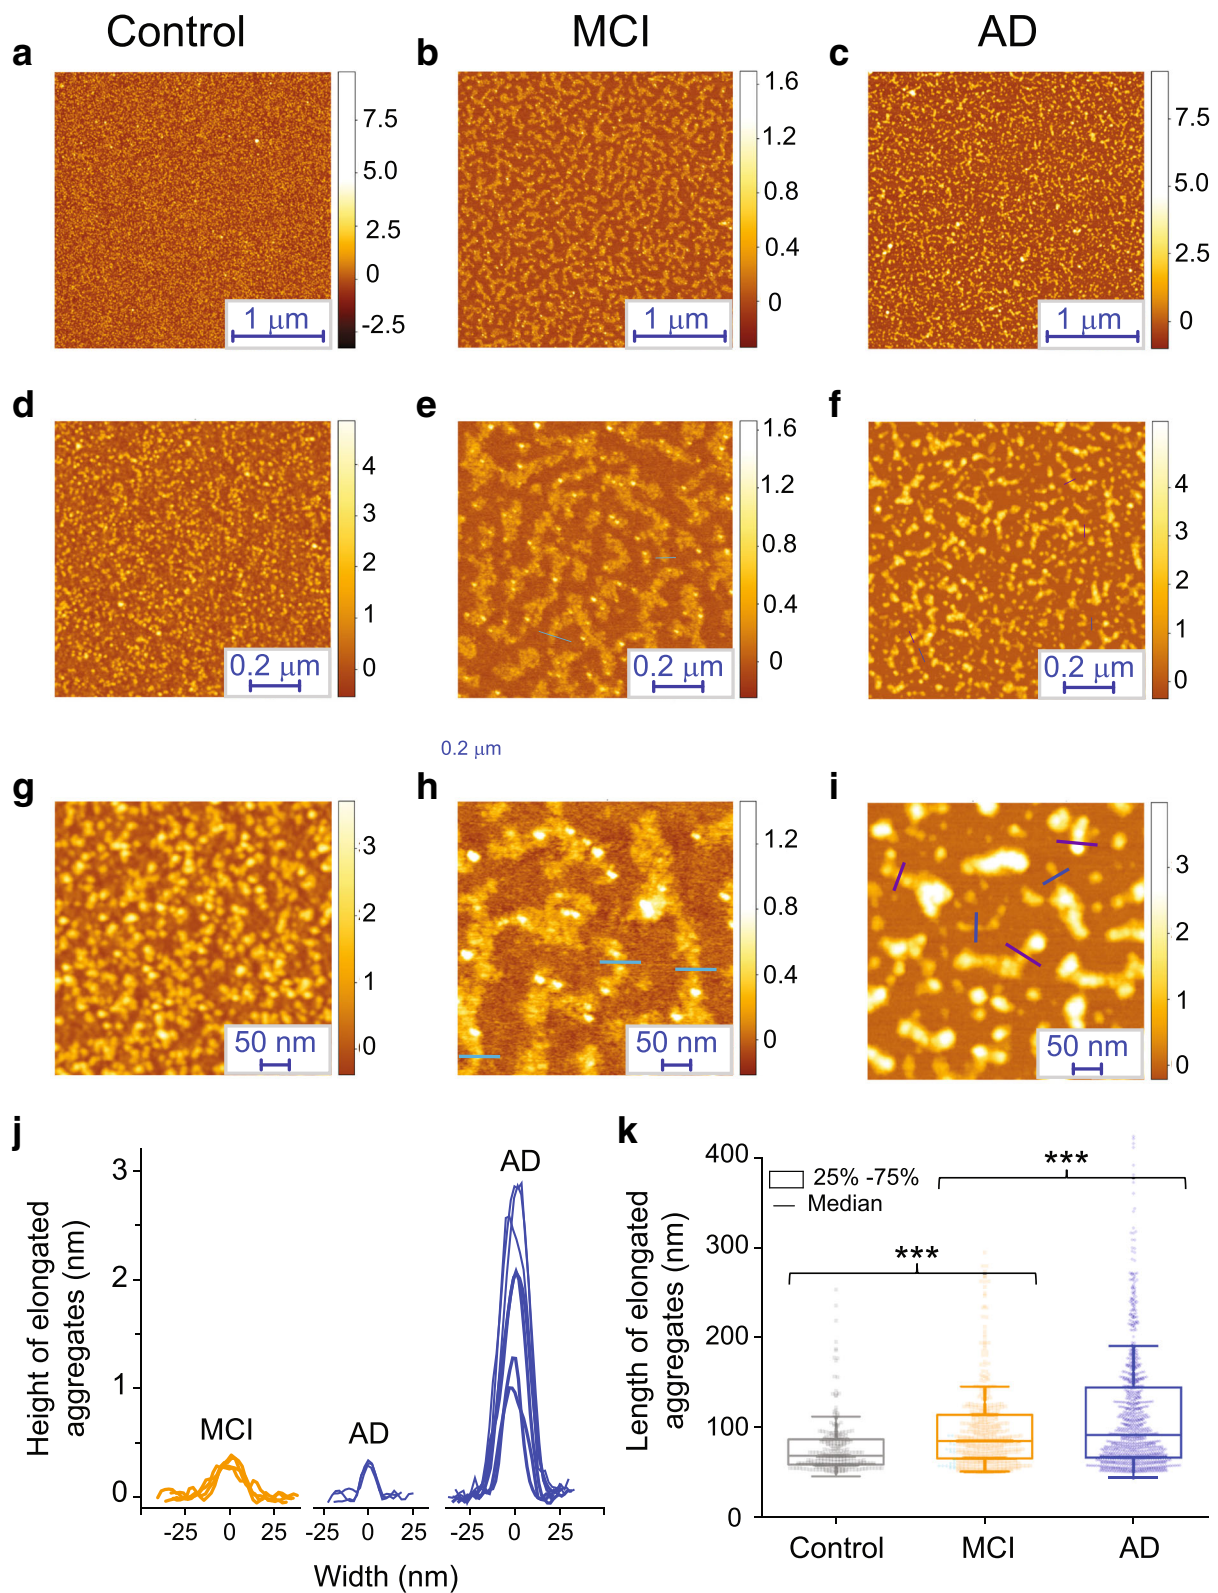 Control
MCI
AD
a
b
c
7.5
5.0
2.5
0
-2.5
1 μm
1.6
1.2
0.8
0.4
0
1 μm
7.5
5.0
2.5
0
1 μm
d
e
f
4
3
2
1
0
0.2 μm
1.6
1.2
0.8
0.4
0
0.2 μm
4
3
2
1
0
0.2 μm
0.2 μm
g
h
i
3
2
1
0
50 nm
1.2
0.8
0.4
0
50 nm
3
2
1
0
50 nm
j
Height of elongated
aggregates (nm)
3
2
1
0
MCI
AD
AD
-25 0 25
-25 0 25
-25 0 25
Width (nm)
k
Length of elongated
aggregates (nm)
400
300
200
100
0
25% -75%
Median
***
***
Control
MCI
AD